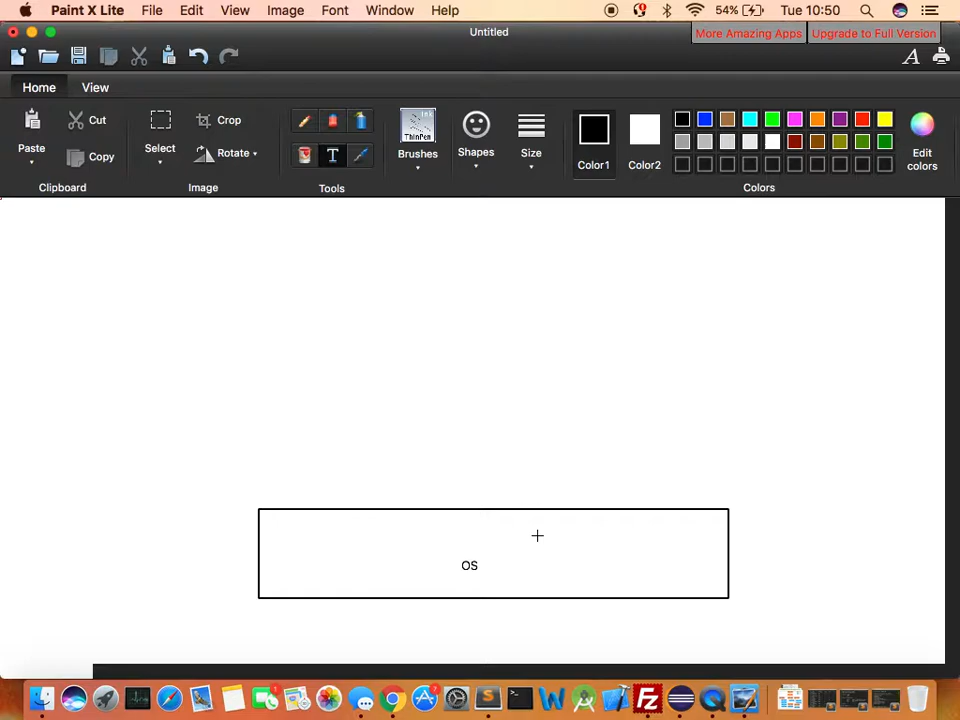 Paint X Lite File Edit View Image Font Window Help 54% Tue 10:50
Untitled
More Amazing Apps Upgrade to Full Version
Home View
Paste
Cut
Copy
Clipboard
Select
Crop
Rotate
Image
Tools
Brushes
Shapes
Size
Color1
Color2
Colors
Edit colors
OS